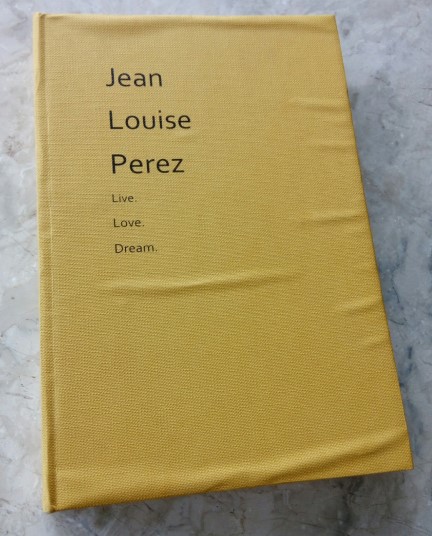 Jean
Louise
Perez
Live.
Love.
Dream.